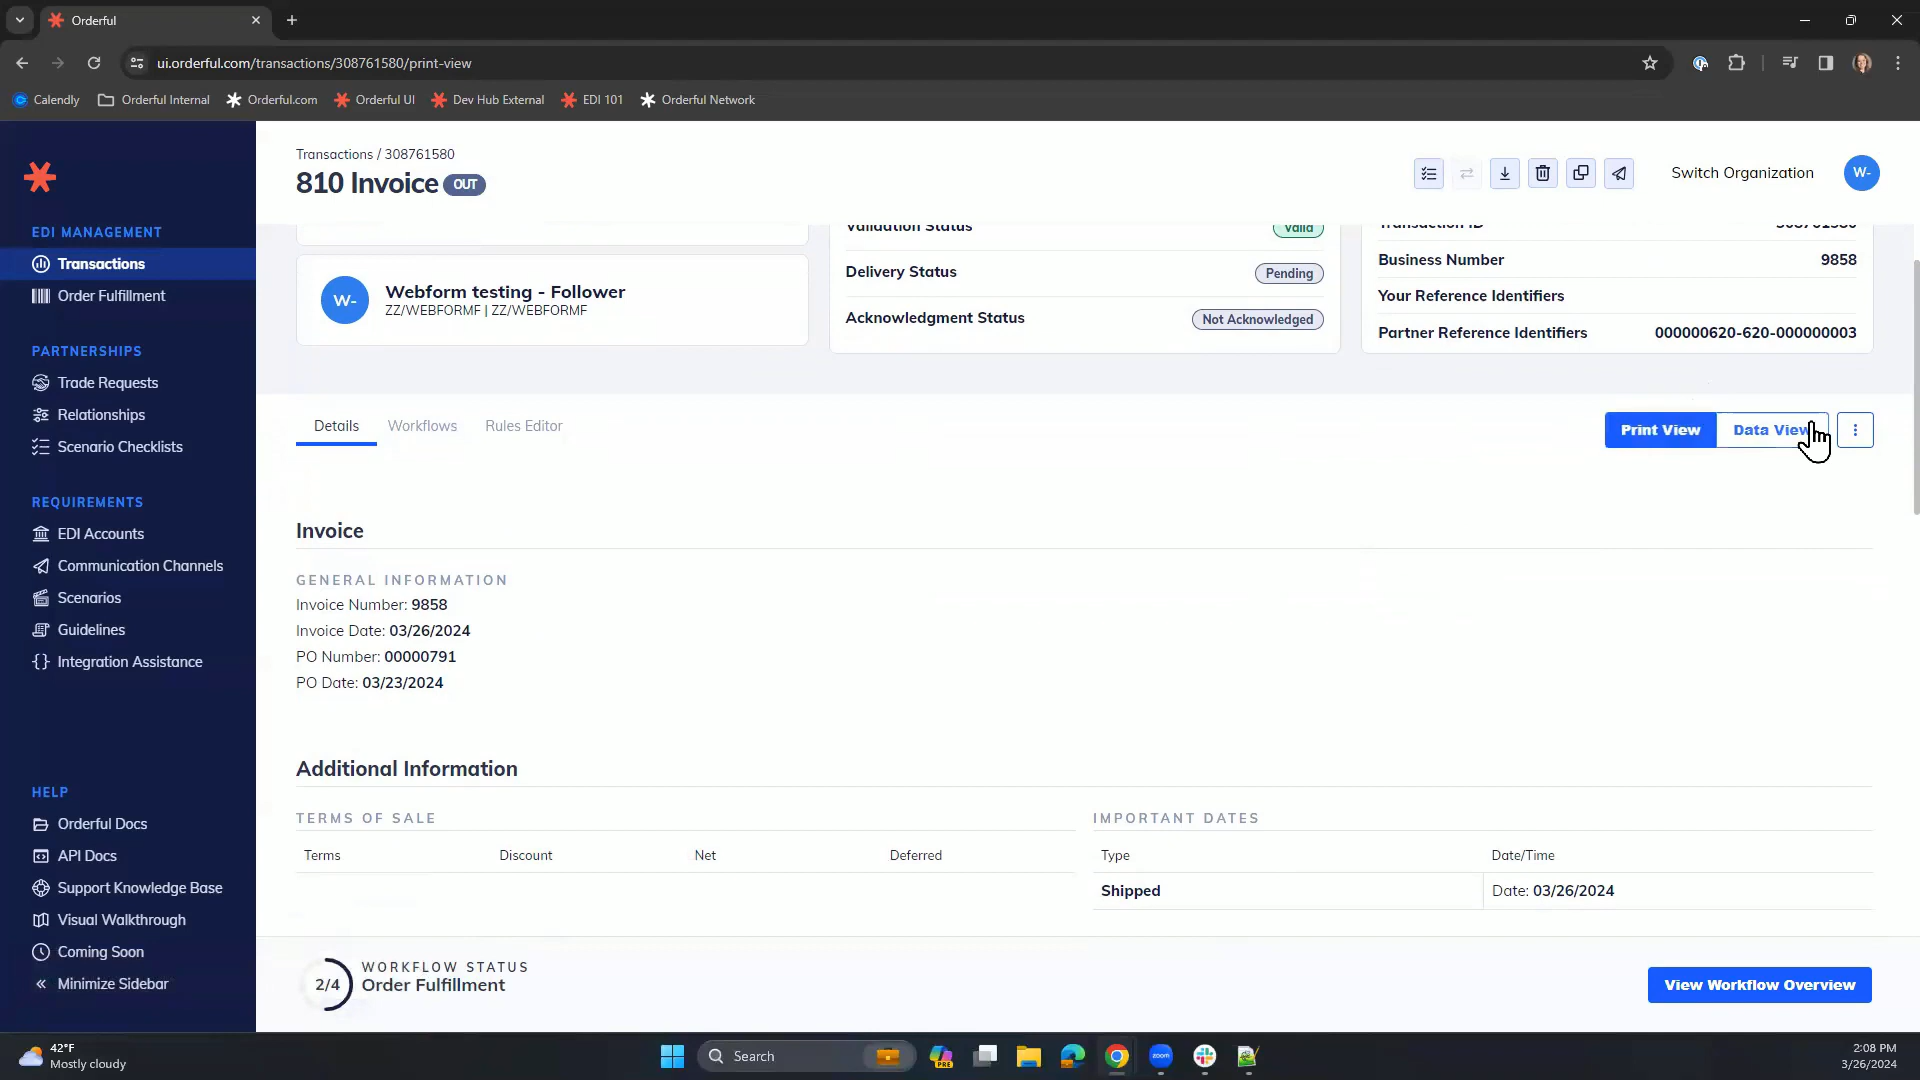 Orderful
ui.orderful.com/transactions/308761580/print-view
Calendly
Orderful Internal
Orderful.com
Orderful UI
Dev Hub External
EDI 101
Orderful Network
EDI MANAGEMENT
Transactions
Order Fulfillment
PARTNERSHIPS
Trade Requests
Relationships
Scenario Checklists
REQUIREMENTS
EDI Accounts
Communication Channels
Scenarios
Guidelines
Integration Assistance
HELP
Orderful Docs
API Docs
Support Knowledge Base
Visual Walkthrough
Coming Soon
Minimize Sidebar
Transactions / 308761580
810 Invoice OUT
Switch Organization
W-
W-
Webform testing - Follower
ZZ/WEBFORMF | ZZ/WEBFORMF
Validation Status Valid
Delivery Status Pending
Acknowledgment Status Not Acknowledged
Transaction ID 308761580
Business Number 9858
Your Reference Identifiers
Partner Reference Identifiers 000000620-620-000000003
Details Workflows Rules Editor
Print View Data View
Invoice
GENERAL INFORMATION
Invoice Number: 9858
Invoice Date: 03/26/2024
PO Number: 00000791
PO Date: 03/23/2024
Additional Information
TERMS OF SALE
Terms Discount Net Deferred
IMPORTANT DATES
Type Date/Time
Shipped Date: 03/26/2024
2/4
WORKFLOW STATUS
Order Fulfillment
View Workflow Overview
42°F
Mostly cloudy
Search
PRE
zoom
2:08 PM
3/26/2024